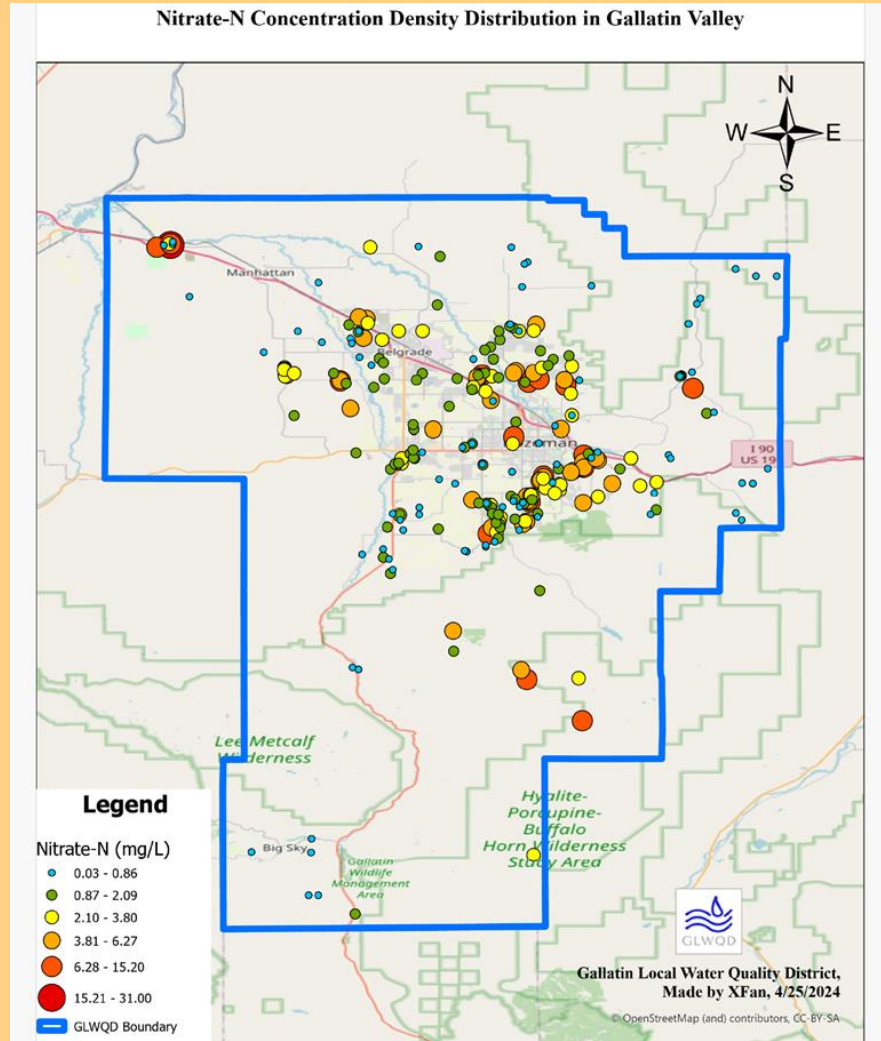 Nitrate-N Concentration Density Distribution in Gallatin Valley
N
W
E
S
Manhattan
Belgrade
zeman
I 90
US 19
Lee Metcalf
Wilderness
Hyalite-
Porcupine-
Buffalo
Horn Wilderness
Study Area
Big Sky
Gallatin
Wildlife
Management
Area
Legend
Nitrate-N (mg/L)
0.03 - 0.86
0.87 - 2.09
2.10 - 3.80
3.81 - 6.27
6.28 - 15.20
15.21 - 31.00
GLWQD Boundary
GLWQD
Gallatin Local Water Quality District,
Made by XFan, 4/25/2024
© OpenStreetMap (and) contributors, CC-BY-SA